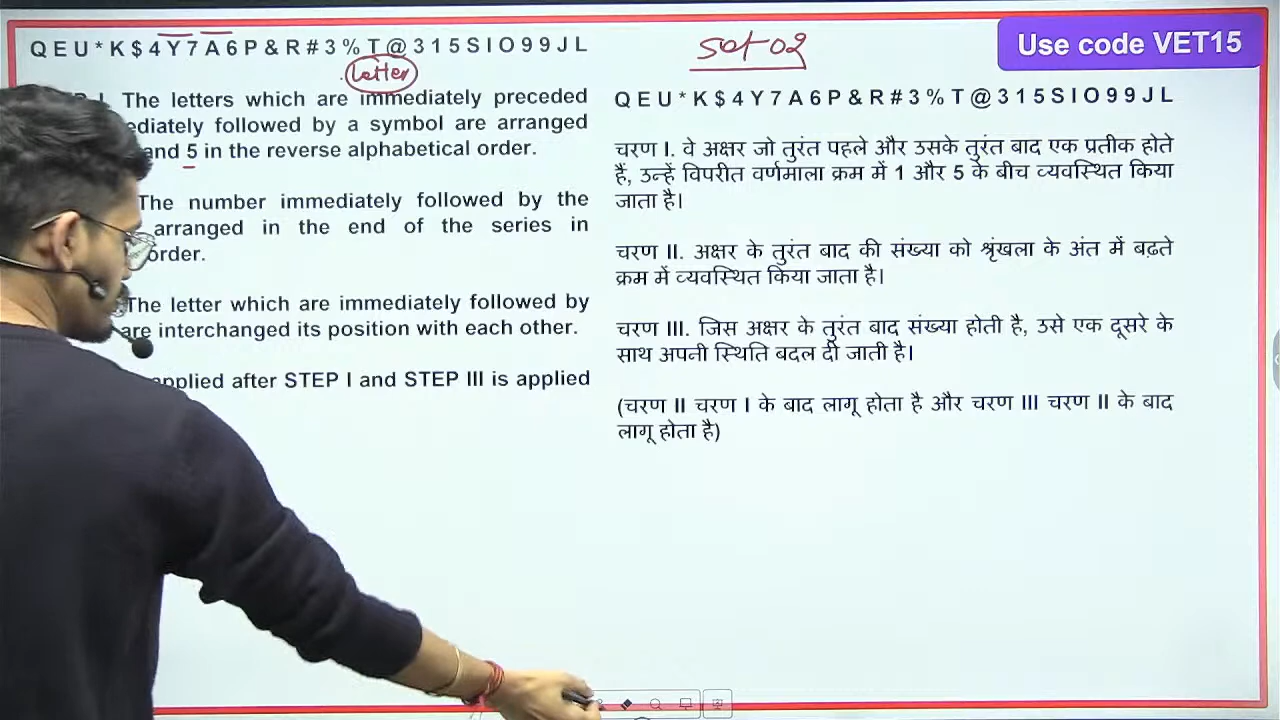 Q E U * K $ 4 Y 7 A 6 P & R # 3 % T @ 3 1 5 S I O 9 9 J L
Letter
The letters which are immediately preceded
followed by a symbol are arranged
and 5 in the reverse alphabetical order.
The number immediately followed by the
arranged in the end of the series in
order.
The letter which are immediately followed by
are interchanged its position with each other.
applied after STEP I and STEP III is applied
Set 02
Use code VET15
Q E U * K $ 4 Y 7 A 6 P & R # 3 % T @ 3 1 5 S I O 9 9 J L
चरण I. वे अक्षर जो तुरंत पहले और उसके तुरंत बाद एक प्रतीक होते
हैं, उन्हें विपरीत वर्णमाला क्रम में 1 और 5 के बीच व्यवस्थित किया
जाता है।
चरण II. अक्षर के तुरंत बाद की संख्या को श्रृंखला के अंत में बढ़ते
क्रम में व्यवस्थित किया जाता है।
चरण III. जिस अक्षर के तुरंत बाद संख्या होती है, उसे एक दूसरे के
साथ अपनी स्थिति बदल दी जाती है।
(चरण II चरण I के बाद लागू होता है और चरण III चरण II के बाद
लागू होता है)